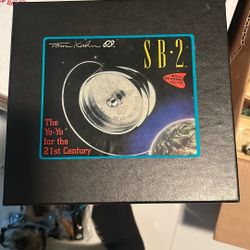 Tom Kuhn
SB•2
The
Yo-Yo
for the
21st Century